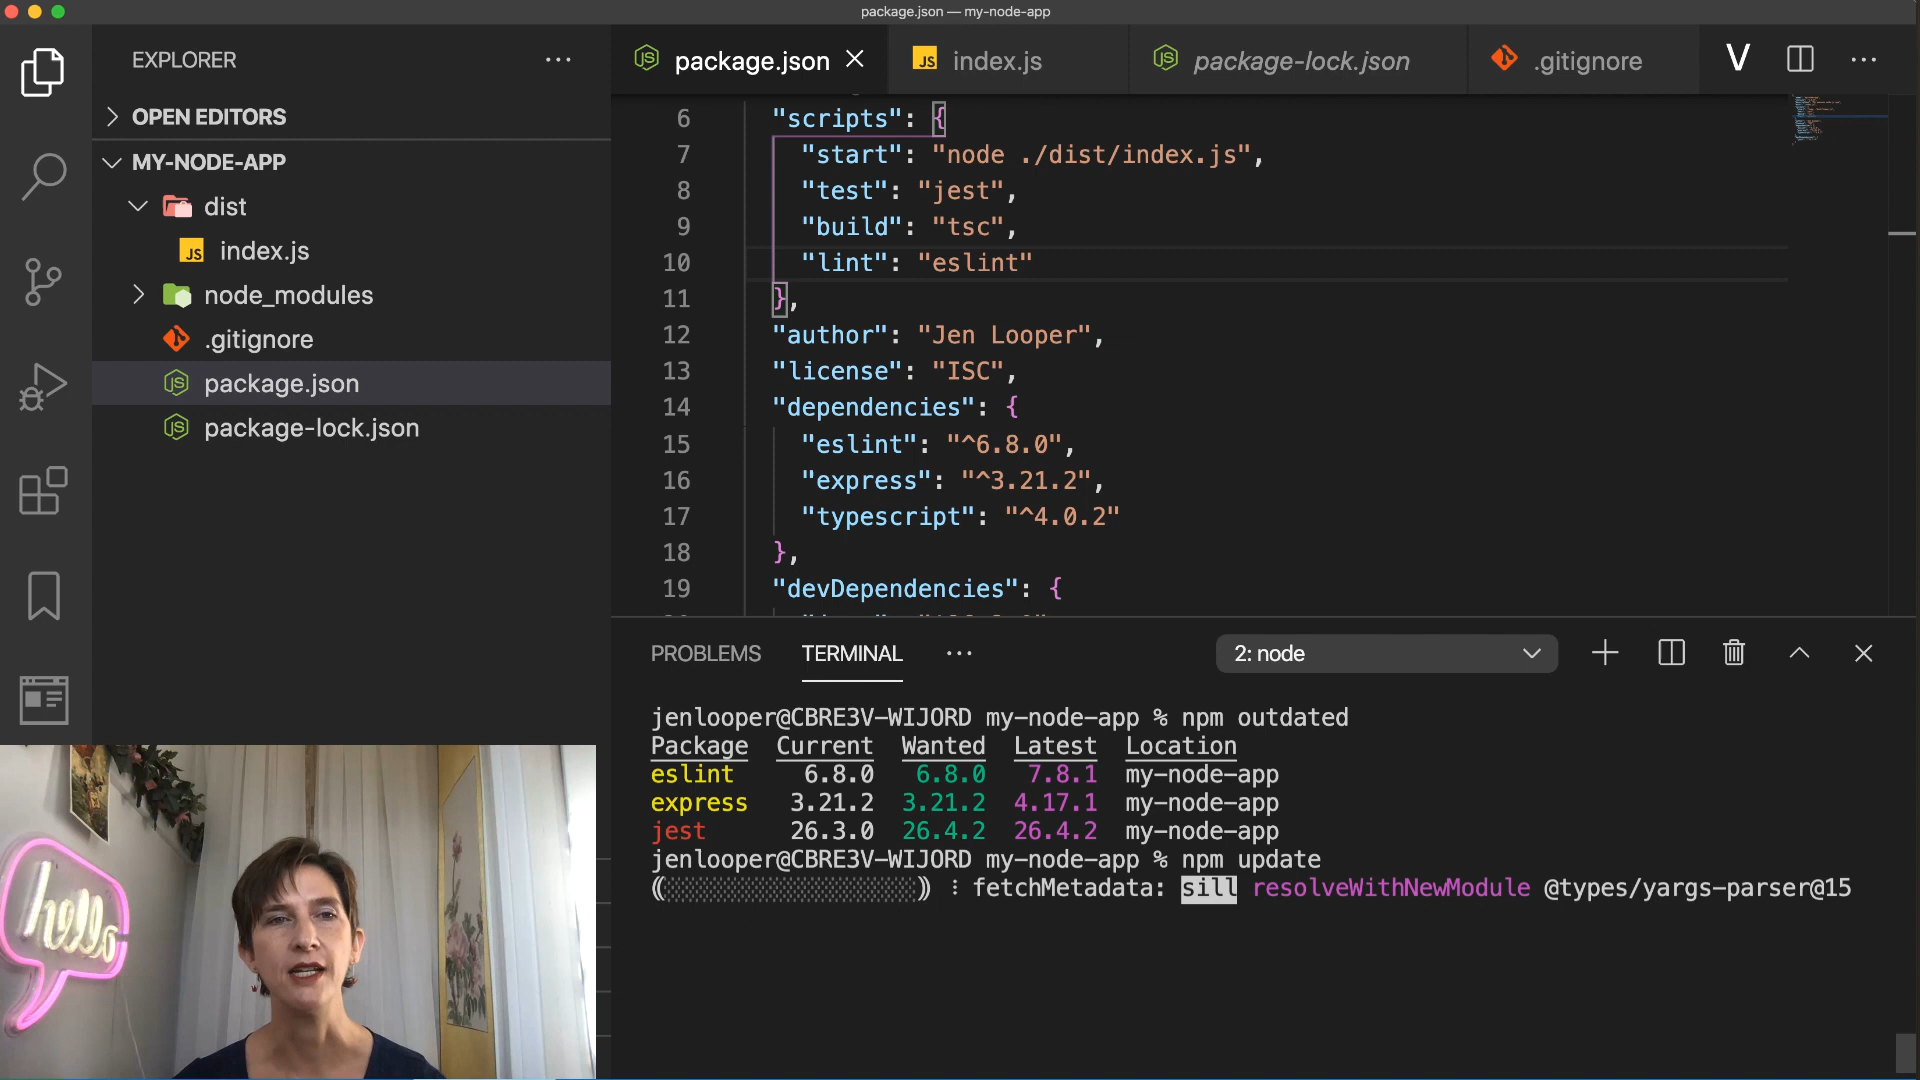 package.json — my-node-app
EXPLORER
OPEN EDITORS
MY-NODE-APP
dist
index.js
node_modules
.gitignore
package.json
package-lock.json
package.json
index.js
package-lock.json
.gitignore
6 "scripts": {
7 "start": "node ./dist/index.js",
8 "test": "jest",
9 "build": "tsc",
10 "lint": "eslint"
11 },
12 "author": "Jen Looper",
13 "license": "ISC",
14 "dependencies": {
15 "eslint": "^6.8.0",
16 "express": "^3.21.2",
17 "typescript": "^4.0.2"
18 },
19 "devDependencies": {
PROBLEMS TERMINAL ···
2: node
jenlooper@CBRE3V-WIJORD my-node-app % npm outdated
Package Current Wanted Latest Location
eslint 6.8.0 6.8.0 7.8.1 my-node-app
express 3.21.2 3.21.2 4.17.1 my-node-app
jest 26.3.0 26.4.2 26.4.2 my-node-app
jenlooper@CBRE3V-WIJORD my-node-app % npm update
fetchMetadata: sill resolveWithNewModule @types/yargs-parser@15
hello